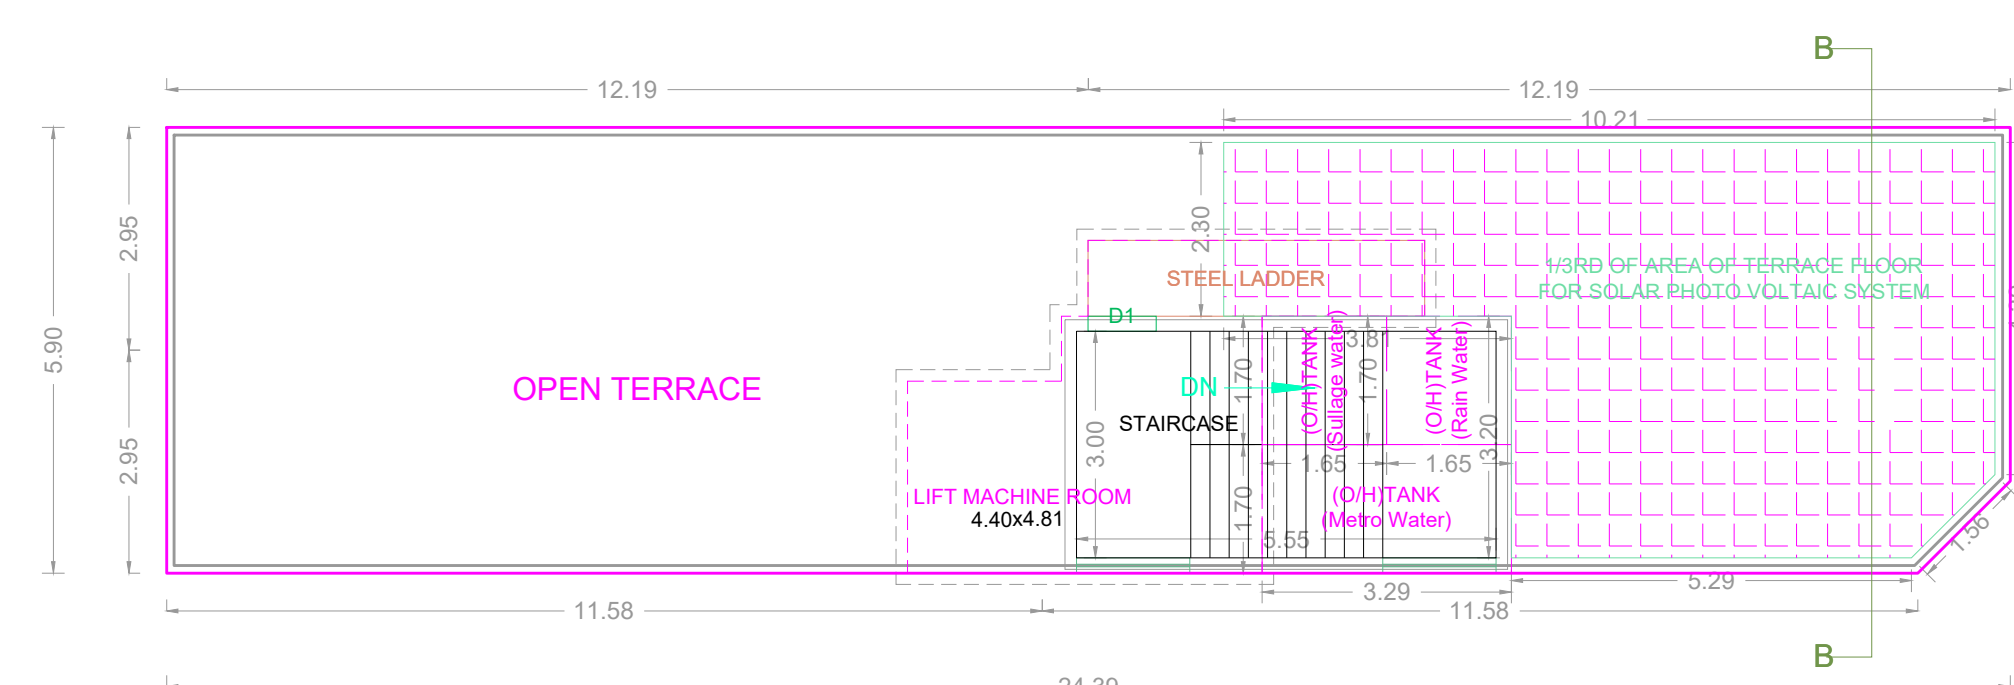 B
12.19
12.19
10.21
2.95
2.30
1/3RD OF AREA OF TERRACE FLOOR
FOR SOLAR PHOTO VOLTAIC SYSTEM
STEEL LADDER
D1
5.90
OPEN TERRACE
DN
STAIRCASE
1.70
(O/H)TANK
(Sullage water)
1.70
(O/H)TANK
(Rain Water)
3.00
3.20
2.95
1.65
1.65
LIFT MACHINE ROOM
4.40x4.81
(O/H)TANK
(Metro Water)
1.70
5.55
1.56
5.29
3.29
11.58
11.58
B
24.39